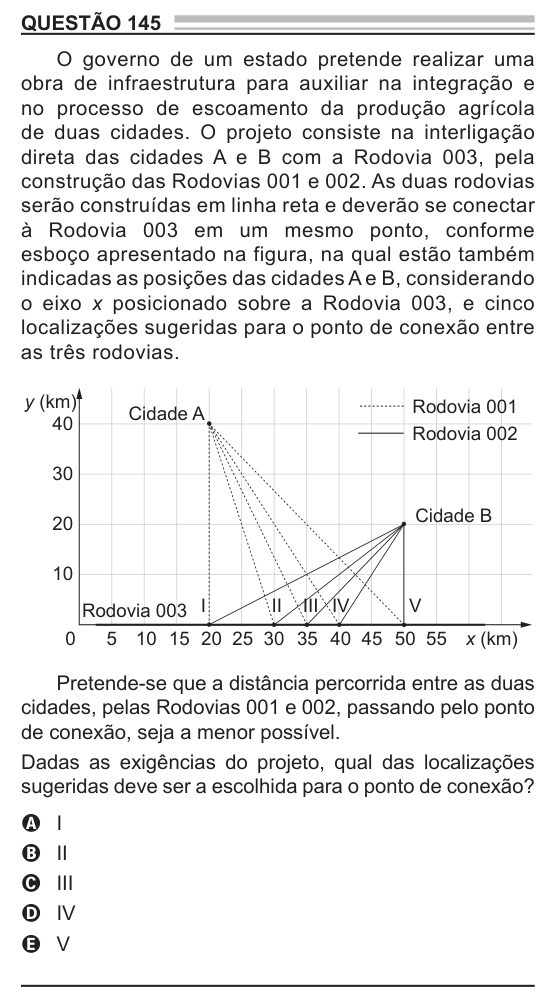 QUESTÃO 145
O governo de um estado pretende realizar uma
obra de infraestrutura para auxiliar na integração e
no processo de escoamento da produção agrícola
de duas cidades. O projeto consiste na interligação
direta das cidades A e B com a Rodovia 003, pela
construção das Rodovias 001 e 002. As duas rodovias
serão construídas em linha reta e deverão se conectar
à Rodovia 003 em um mesmo ponto, conforme
esboço apresentado na figura, na qual estão também
indicadas as posições das cidades A e B, considerando
o eixo x posicionado sobre a Rodovia 003, e cinco
localizações sugeridas para o ponto de conexão entre
as três rodovias.
y (km)
Cidade A
Rodovia 001
Rodovia 002
40
30
20
Cidade B
10
Rodovia 003
I
II
III
IV
V
0 5 10 15 20 25 30 35 40 45 50 55 x (km)
Pretende-se que a distância percorrida entre as duas
cidades, pelas Rodovias 001 e 002, passando pelo ponto
de conexão, seja a menor possível.
Dadas as exigências do projeto, qual das localizações
sugeridas deve ser a escolhida para o ponto de conexão?
A I
B II
C III
D IV
E V